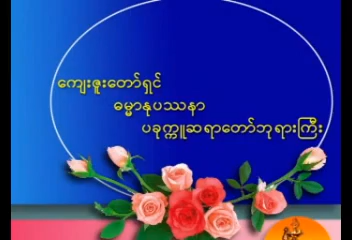 ကျေးဇူးတော်ရှင်
ဓမ္မာနုပဿနာ
ပခုက္ကူဆရာတော်ဘုရားကြီး